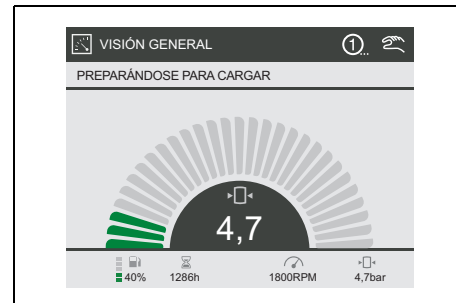 VISIÓN GENERAL
1...
PREPARÁNDOSE PARA CARGAR
4,7
40% 1286h 1800RPM 4,7bar